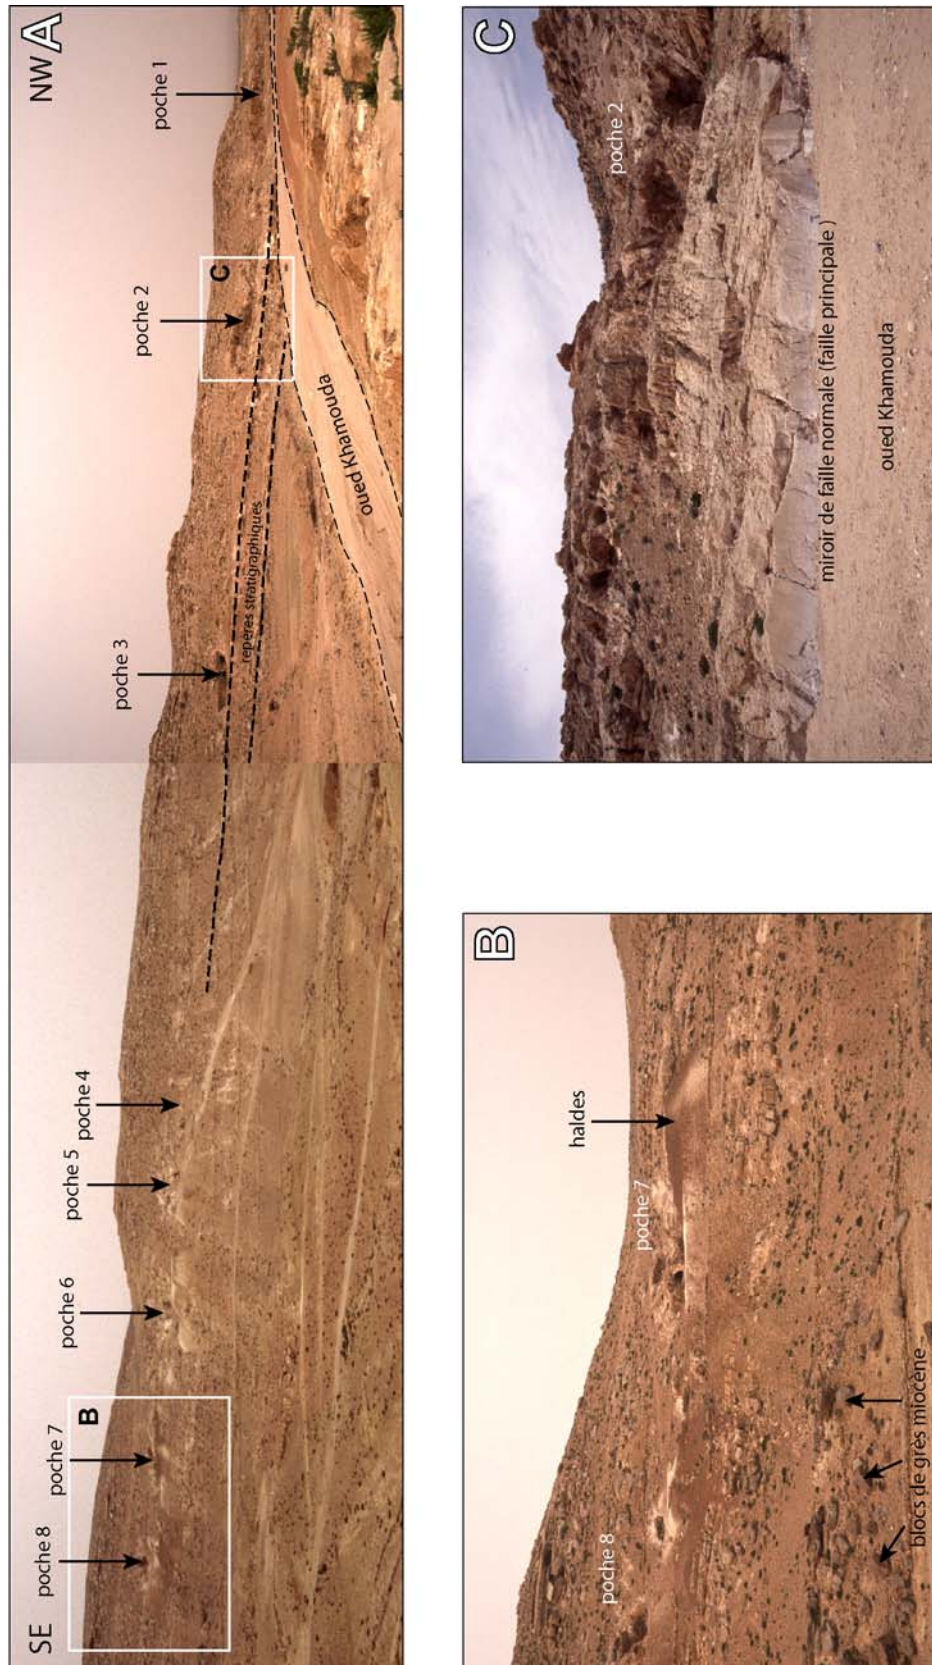 A
SE
NW
poche 8
poche 7
poche 6
poche 5
poche 4
poche 3
poche 2
poche 1
B
C
repères stratigraphiques
oued Khamouda
B
poche 8
poche 7
haldes
blocs de grès miocène
C
poche 2
miroir de faille normale (faille principale )
oued Khamouda